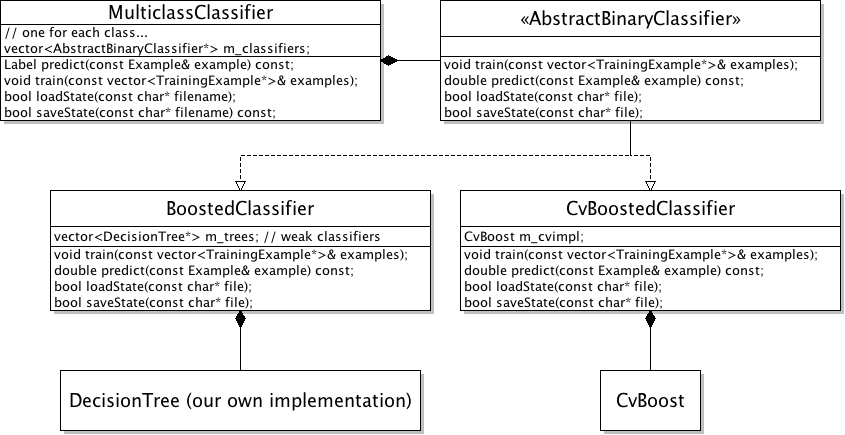 MulticlassClassifier
// one for each class...
vector<AbstractBinaryClassifier*> m_classifiers;
Label predict(const Example& example) const;
void train(const vector<TrainingExample*>& examples);
bool loadState(const char* filename);
bool saveState(const char* filename) const;
«AbstractBinaryClassifier»
void train(const vector<TrainingExample*>& examples);
double predict(const Example& example) const;
bool loadState(const char* file);
bool saveState(const char* file);
BoostedClassifier
vector<DecisionTree*> m_trees; // weak classifiers
void train(const vector<TrainingExample*>& examples);
double predict(const Example& example) const;
bool loadState(const char* file);
bool saveState(const char* file);
CvBoostedClassifier
CvBoost m_cvimpl;
void train(const vector<TrainingExample*>& examples);
double predict(const Example& example) const;
bool loadState(const char* file);
bool saveState(const char* file);
DecisionTree (our own implementation)
CvBoost